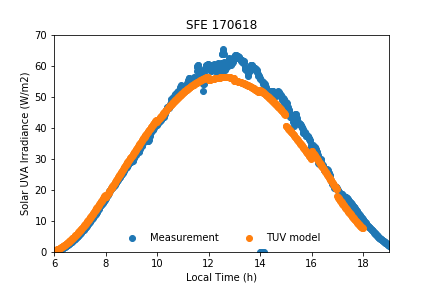 SFE 170618
Solar UVA Irradiance (W/m2)
70
60
50
40
30
20
10
0
Measurement
TUV model
6 8 10 12 14 16 18
Local Time (h)